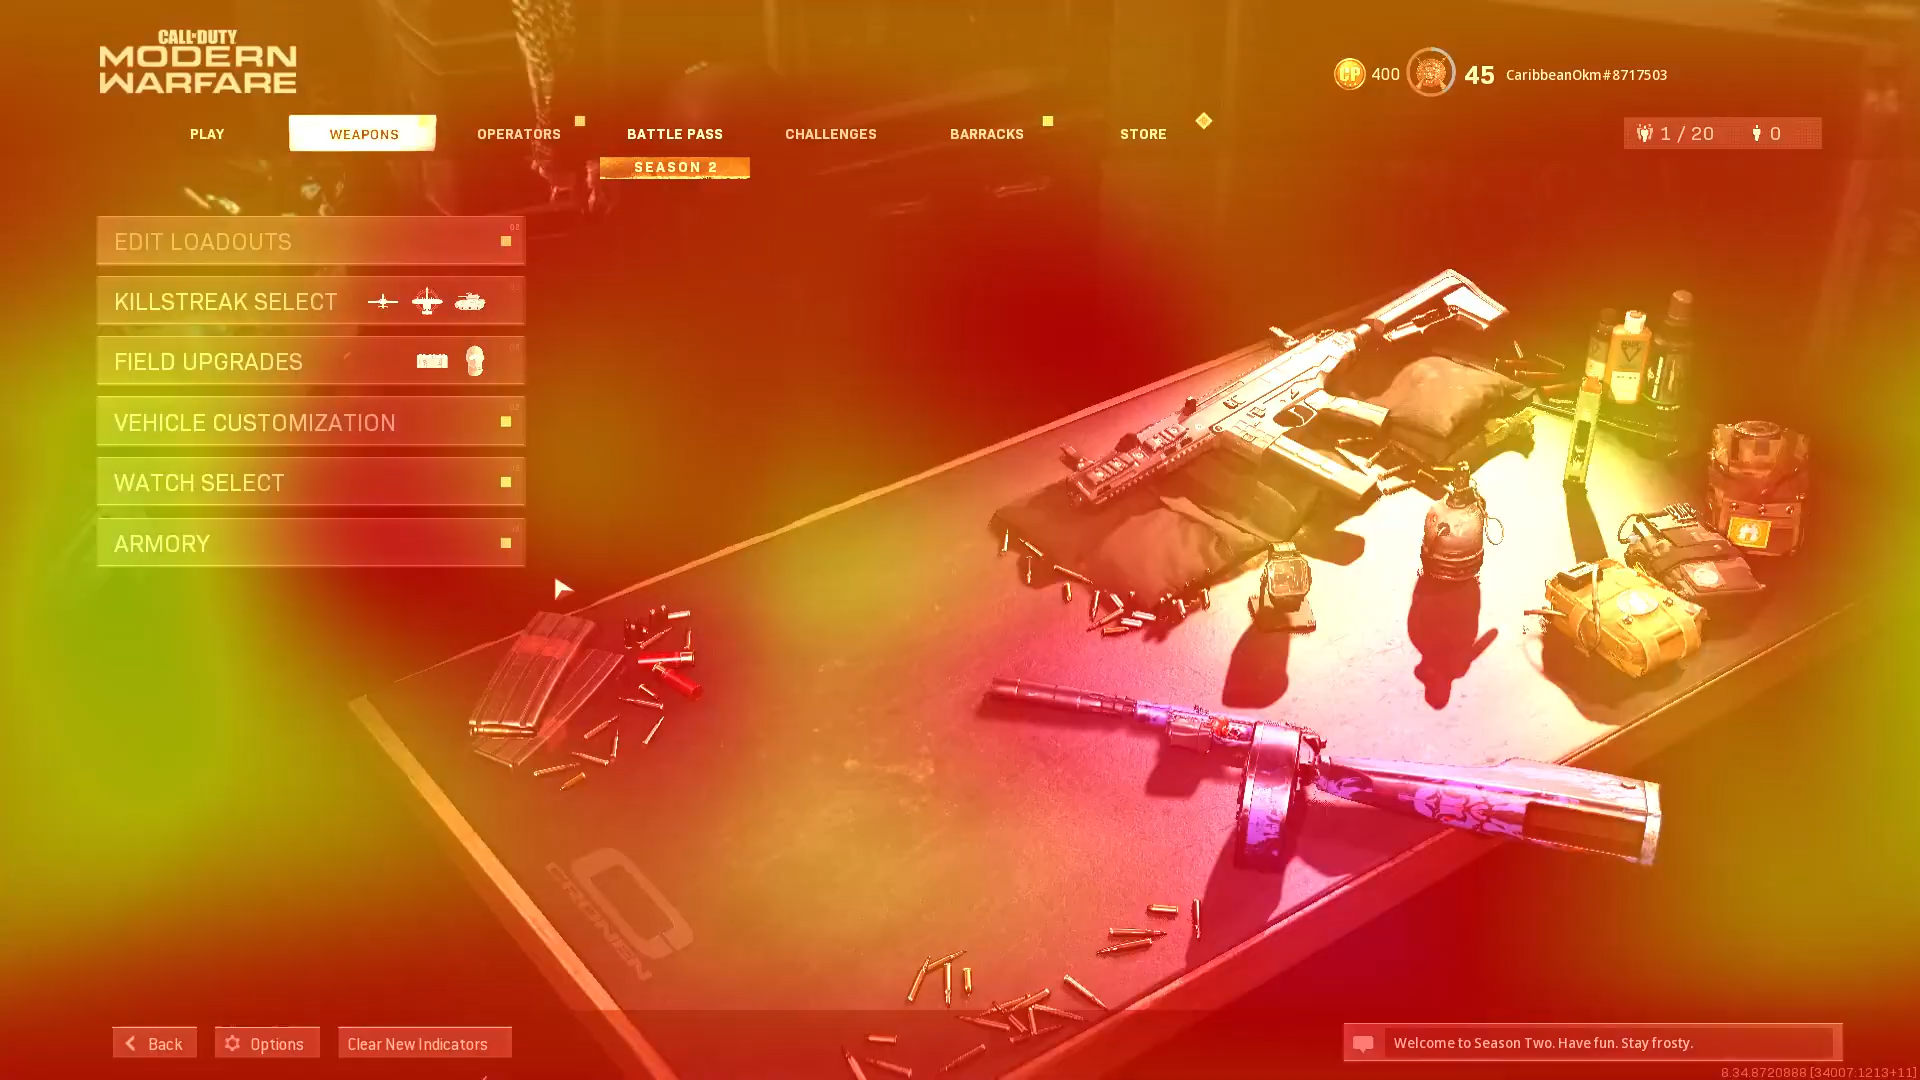 CALL OF DUTY
MODERN
WARFARE
CP 400 45 CaribbeanOkm#8717503
PLAY WEAPONS OPERATORS BATTLE PASS CHALLENGES BARRACKS STORE
1 / 20 0
SEASON 2
EDIT LOADOUTS
KILLSTREAK SELECT
FIELD UPGRADES
VEHICLE CUSTOMIZATION
WATCH SELECT
ARMORY
CRONEN
Back Options Clear New Indicators
Welcome to Season Two. Have fun. Stay frosty.
8.34.8720888 [34007:1213+11]